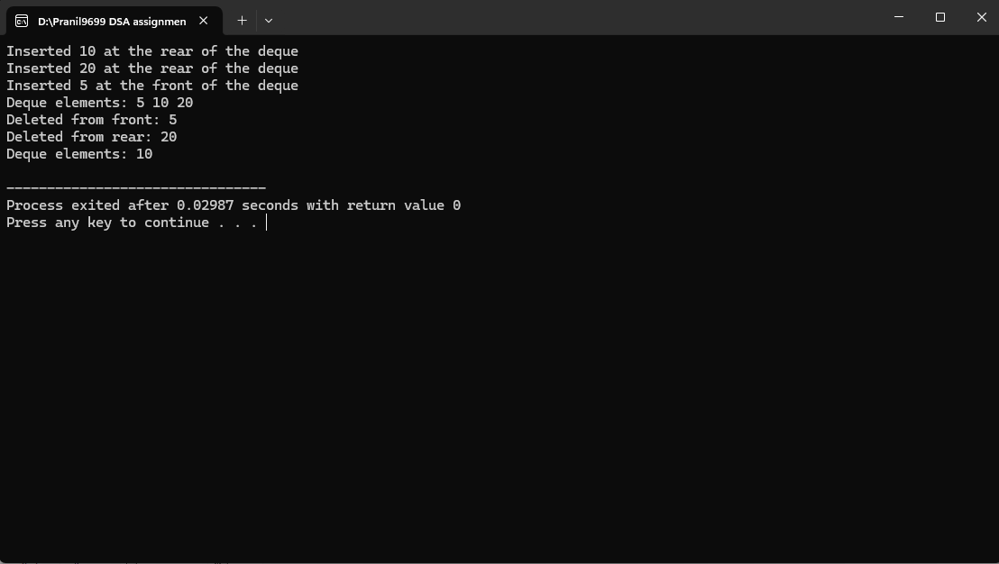 D:\Pranil9699 DSA assignmen
Inserted 10 at the rear of the deque
Inserted 20 at the rear of the deque
Inserted 5 at the front of the deque
Deque elements: 5 10 20
Deleted from front: 5
Deleted from rear: 20
Deque elements: 10
--------------------------------
Process exited after 0.02987 seconds with return value 0
Press any key to continue . . .